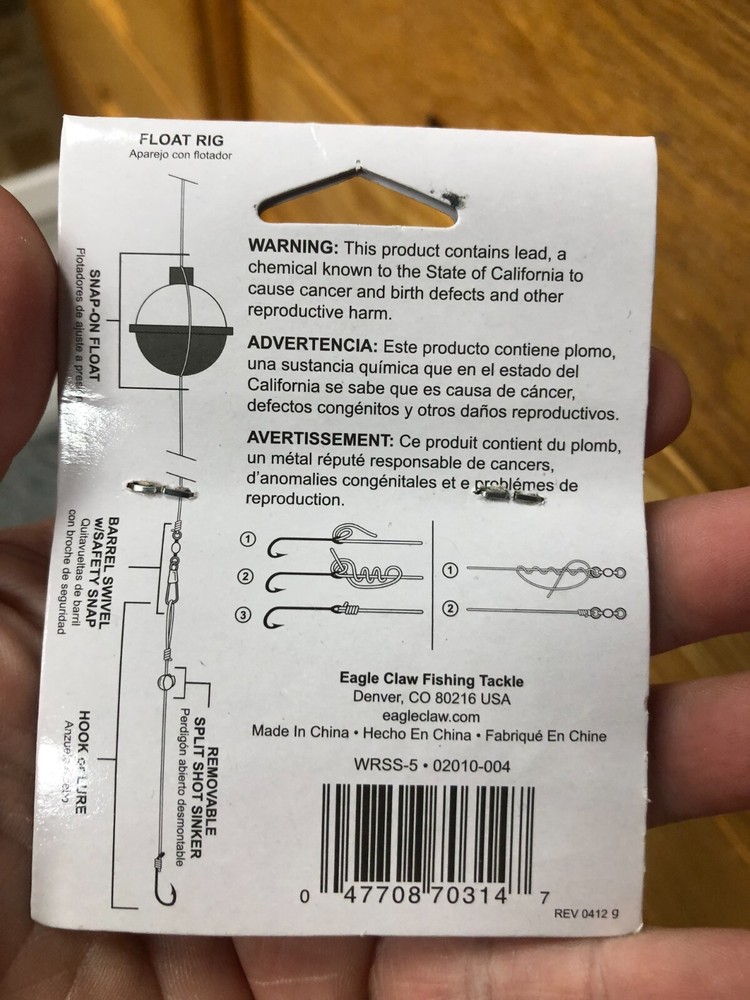 FLOAT RIG
Aparejo con flotador
SNAP-ON FLOAT
Flotadores de ajuste a
BARREL SWIVEL
w/SAFETY SNAP
Quitavueltas de barril
con broche de seguridad
HOOK or LURE
REMOVABLE
SPLIT SHOT SINKER
Perdigón abierto desmontable
WARNING: This product contains lead, a
chemical known to the State of California to
cause cancer and birth defects and other
reproductive harm.
ADVERTENCIA: Este producto contiene plomo,
una sustancia química que en el estado del
California se sabe que es causa de cáncer,
defectos congénitos y otros daños reproductivos.
AVERTISSEMENT: Ce produit contient du plomb,
un métal réputé responsable de cancers,
d'anomalies congénitales et e problémes de
reproduction.
1
2
3
1
2
Eagle Claw Fishing Tackle
Denver, CO 80216 USA
eagleclaw.com
Made In China • Hecho En China • Fabriqué En Chine
WRSS-5 • 02010-004
0 47708 70314 7
REV 0412 g